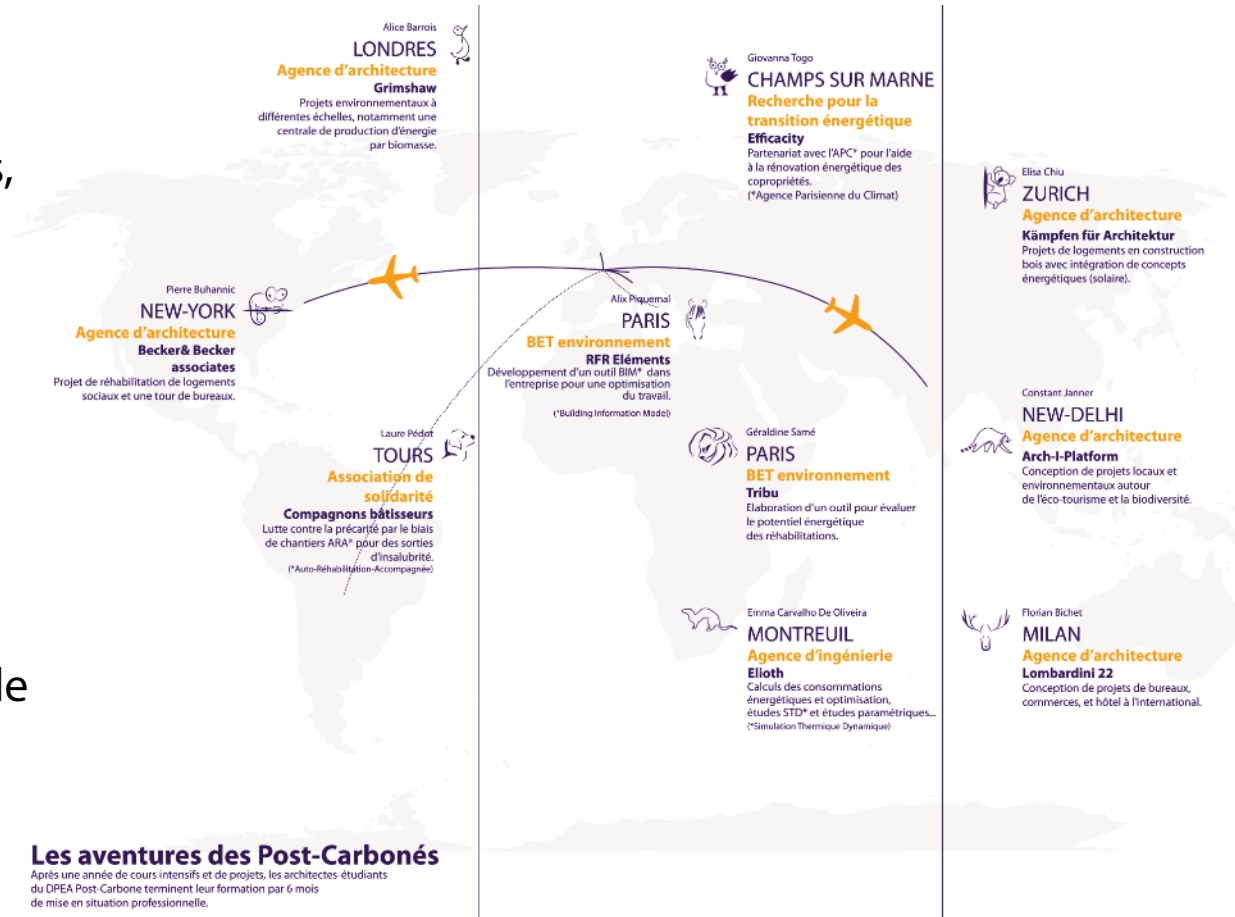 s,
de
Alice Barrois
LONDRES
Agence d'architecture
Grimshaw
Projets environnementaux à
différentes échelles, notamment une
centrale de production d'énergie
par biomasse.
Pierre Buhannic
NEW-YORK
Agence d'architecture
Becker& Becker
associates
Projet de réhabilitation de logements
sociaux et une tour de bureaux.
Laure Pédot
TOURS
Association de
solidarité
Compagnons bâtisseurs
Lutte contre la précarité par le biais
de chantiers ARA* pour des sorties
d'insalubrité.
(*Auto-Réhabilitation-Accompagnée)
Giovanna Togo
CHAMPS SUR MARNE
Recherche pour la
transition énergétique
Efficacity
Partenariat avec l'APC* pour l'aide
à la rénovation énergétique des
copropriétés.
(*Agence Parisienne du Climat)
Alix Piquemal
PARIS
BET environnement
RFR Eléments
Développement d'un outil BIM* dans
l'entreprise pour une optimisation
du travail.
(*Building Information Model)
Géraldine Samé
PARIS
BET environnement
Tribu
Elaboration d'un outil pour évaluer
le potentiel énergétique
des réhabilitations.
Emma Carvalho De Oliveira
MONTREUIL
Agence d'ingénierie
Elioth
Calculs des consommations
énergétiques et optimisation,
études STD* et études paramétriques...
(*Simulation Thermique Dynamique)
Elisa Chiu
ZURICH
Agence d'architecture
Kämpfen für Architektur
Projets de logements en construction
bois avec intégration de concepts
énergétiques (solaire).
Constant Janner
NEW-DELHI
Agence d'architecture
Arch-I-Platform
Conception de projets locaux et
environnementaux autour
de l'éco-tourisme et la biodiversité.
Florian Bichet
MILAN
Agence d'architecture
Lombardini 22
Conception de projets de bureaux,
commerces, et hôtel à l'international.
Les aventures des Post-Carbonés
Après une année de cours intensifs et de projets, les architectes-étudiants
du DPEA Post-Carbone terminent leur formation par 6 mois
de mise en situation professionnelle.